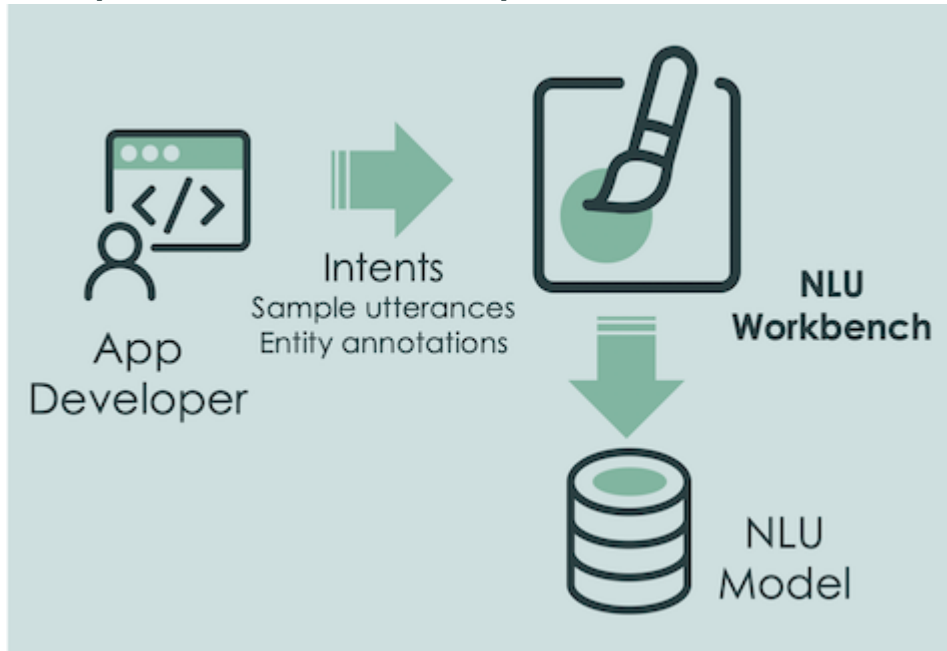 Intents
Sample utterances
Entity annotations
App
Developer
NLU
Workbench
NLU
Model